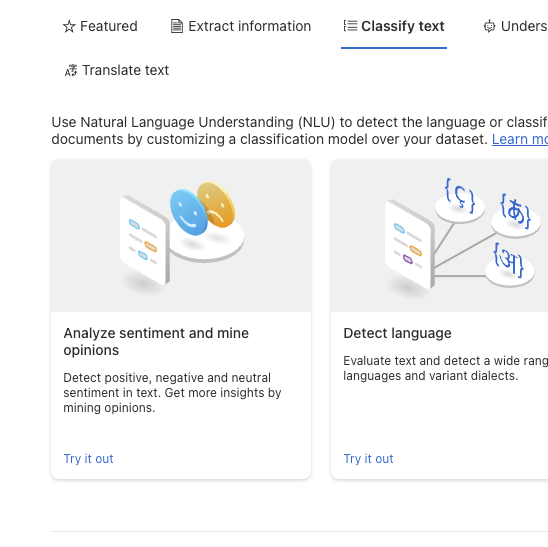 Featured
Extract information
Classify text
Unders
Translate text
Use Natural Language Understanding (NLU) to detect the language or classif
documents by customizing a classification model over your dataset. Learn mo
{ς}
{あ}
{अ}
Analyze sentiment and mine
opinions
Detect positive, negative and neutral
sentiment in text. Get more insights by
mining opinions.
Try it out
Detect language
Evaluate text and detect a wide rang
languages and variant dialects.
Try it out